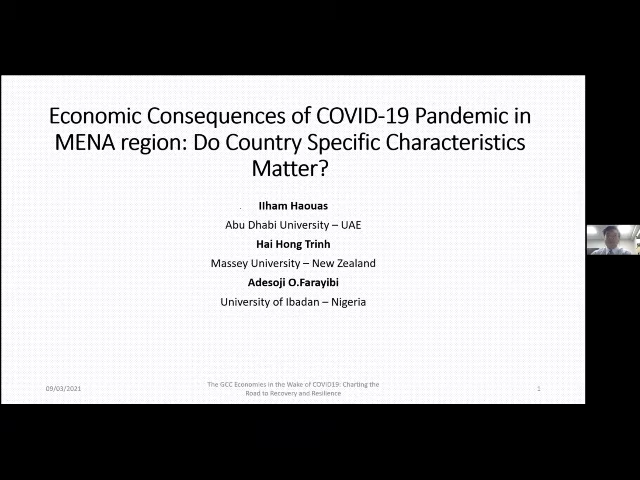 Economic Consequences of COVID-19 Pandemic in
MENA region: Do Country Specific Characteristics
Matter?
Ilham Haouas
Abu Dhabi University – UAE
Hai Hong Trinh
Massey University – New Zealand
Adesoji O.Farayibi
University of Ibadan – Nigeria
09/03/2021
The GCC Economies in the Wake of COVID19: Charting the
Road to Recovery and Resilience
1